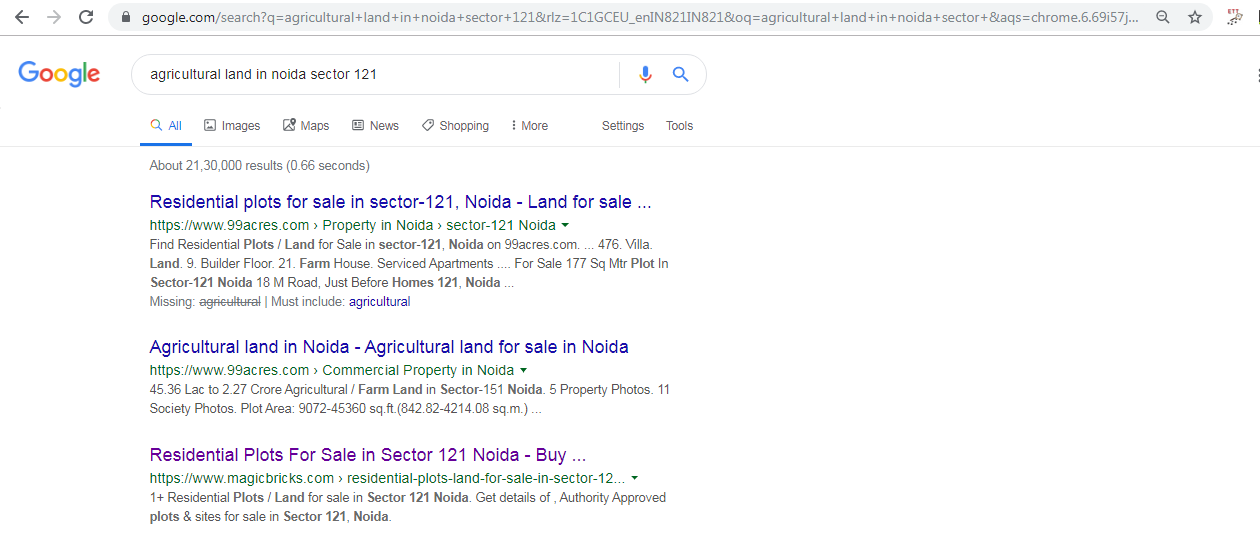 google.com/search?q=agricultural+land+in+noida+sector+121&rlz=1C1GCEU_enIN821IN821&oq=agricultural+land+in+noida+sector+&aqs=chrome.6.69i57j...
Google
agricultural land in noida sector 121
All Images Maps News Shopping More Settings Tools
About 21,30,000 results (0.66 seconds)
Residential plots for sale in sector-121, Noida - Land for sale ...
https://www.99acres.com › Property in Noida › sector-121 Noida
Find Residential Plots / Land for Sale in sector-121, Noida on 99acres.com. ... 476. Villa.
Land. 9. Builder Floor. 21. Farm House. Serviced Apartments .... For Sale 177 Sq Mtr Plot In
Sector-121 Noida 18 M Road, Just Before Homes 121, Noida ...
Missing: agricultural | Must include: agricultural
Agricultural land in Noida - Agricultural land for sale in Noida
https://www.99acres.com › Commercial Property in Noida
45.36 Lac to 2.27 Crore Agricultural / Farm Land in Sector-151 Noida. 5 Property Photos. 11
Society Photos. Plot Area: 9072-45360 sq.ft.(842.82-4214.08 sq.m.) ...
Residential Plots For Sale in Sector 121 Noida - Buy ...
https://www.magicbricks.com › residential-plots-land-for-sale-in-sector-12...
1+ Residential Plots / Land for sale in Sector 121 Noida. Get details of , Authority Approved
plots & sites for sale in Sector 121, Noida.